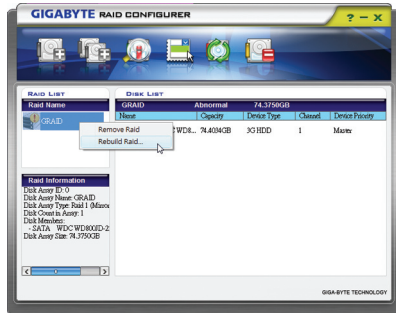 GIGABYTE RAID CONFIGURER
? – X
RAID LIST
Raid Name
GRAID
DISK LIST
GRAID Abnormal 74.3750GB
Name Capacity Device Type Channel Device Priority
WD8... 74.4034GB 3G HDD 1 Master
Remove Raid
Rebuild Raid...
Raid Information
Disk Array ID: 0
Disk Array Name: GRAID
Disk Array Type: Raid 1 (Mirror
Disk Count in Array: 1
Disk Members:
- SATA WDC WD800JD-2
Disk Array Size: 74.3750GB
GIGA-BYTE TECHNOLOGY